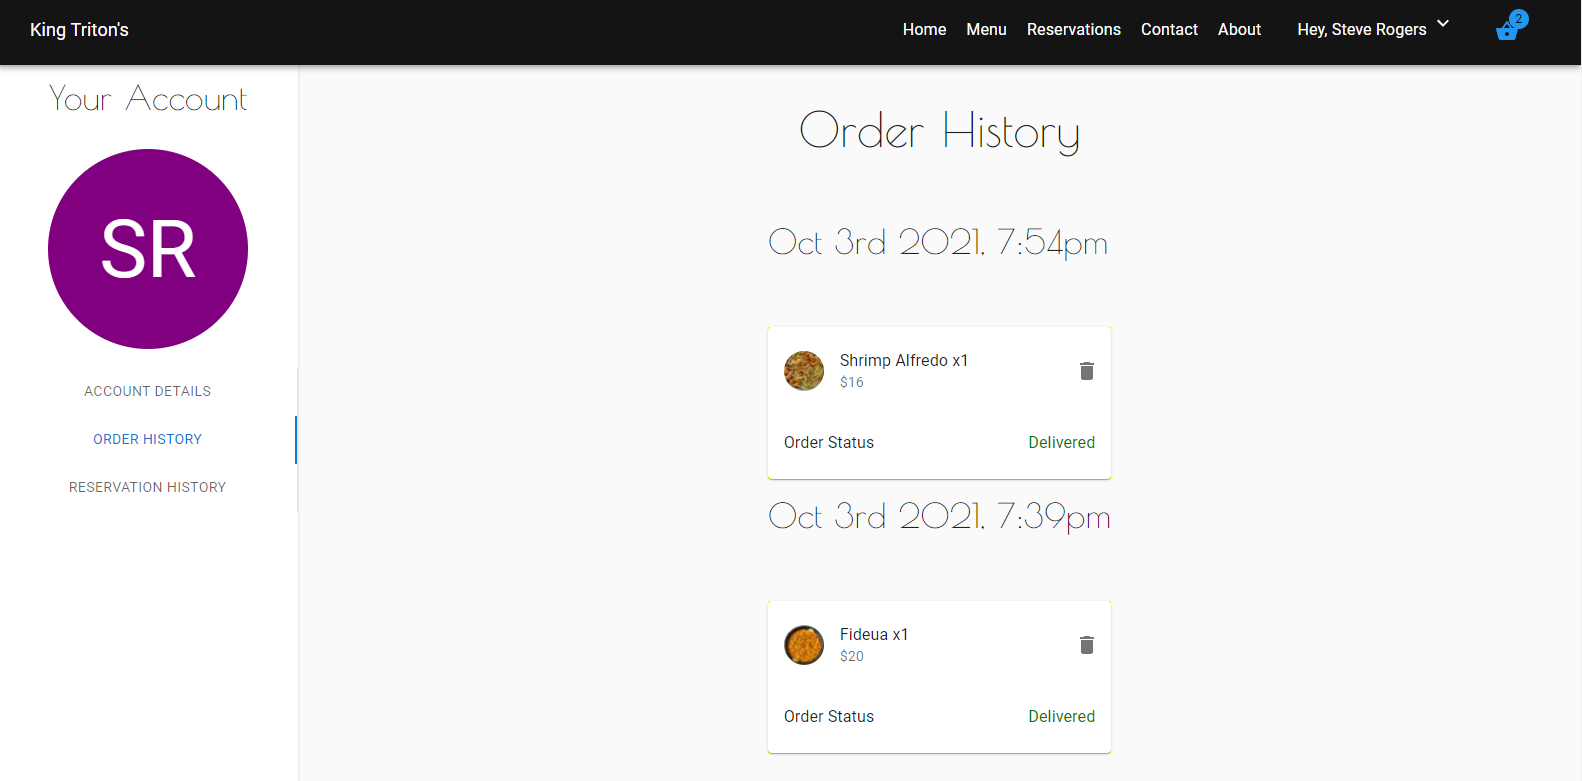 King Triton's
Home Menu Reservations Contact About Hey, Steve Rogers 2
Your Account
SR
ACCOUNT DETAILS
ORDER HISTORY
RESERVATION HISTORY
Order History
Oct 3rd 2021, 7:54pm
Shrimp Alfredo x1
$16
Order Status Delivered
Oct 3rd 2021, 7:39pm
Fideua x1
$20
Order Status Delivered